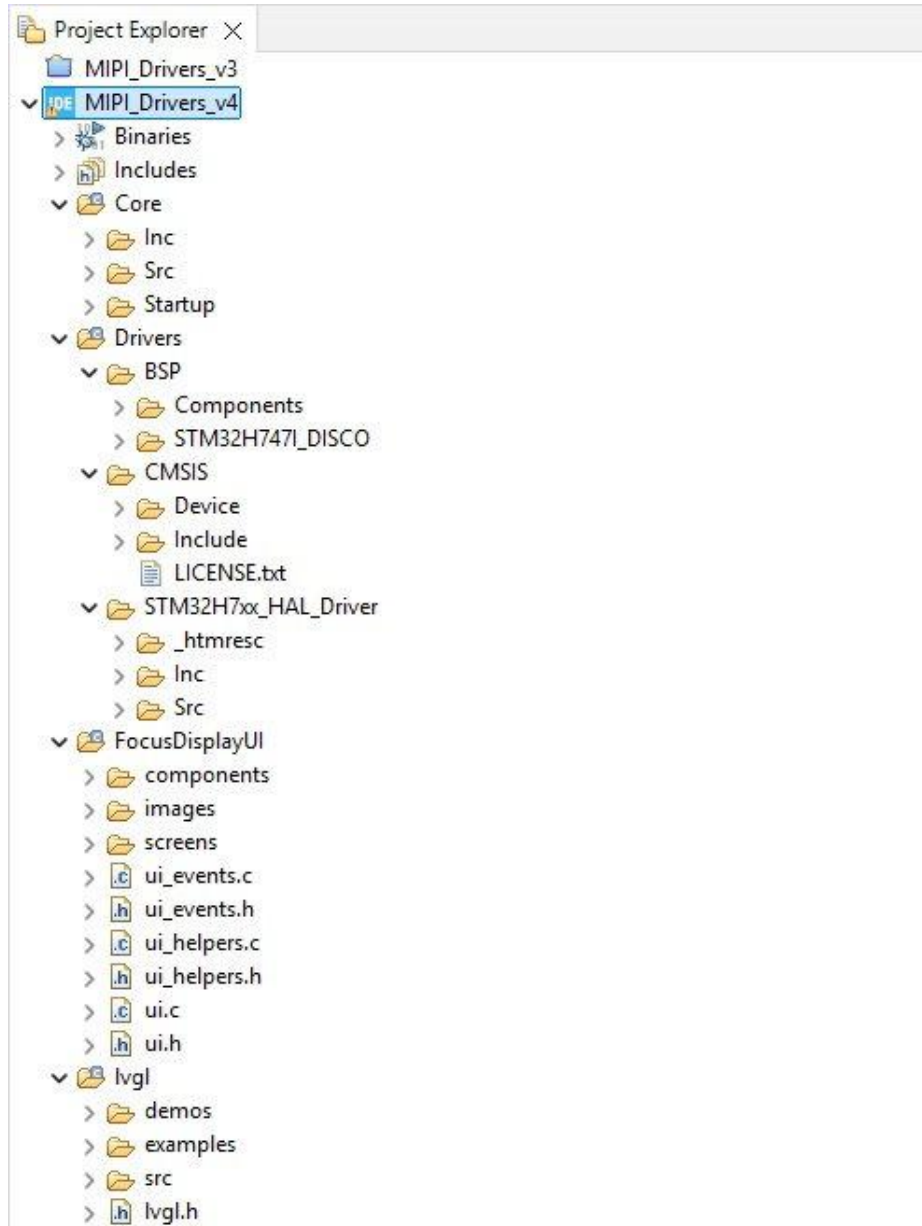 Project Explorer
MIPI_Drivers_v3
IDE MIPI_Drivers_v4
Binaries
Includes
Core
Inc
Src
Startup
Drivers
BSP
Components
STM32H747I_DISCO
CMSIS
Device
Include
LICENSE.txt
STM32H7xx_HAL_Driver
_htmresc
Inc
Src
FocusDisplayUI
components
images
screens
.c ui_events.c
.h ui_events.h
.c ui_helpers.c
.h ui_helpers.h
.c ui.c
.h ui.h
lvgl
demos
examples
src
.h lvgl.h